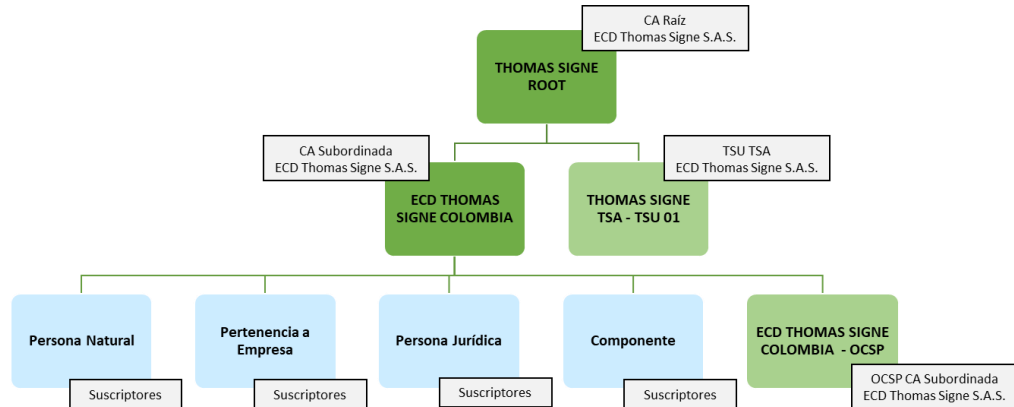 CA Raíz
ECD Thomas Signe S.A.S.
THOMAS SIGNE
ROOT
CA Subordinada
ECD Thomas Signe S.A.S.
TSU TSA
ECD Thomas Signe S.A.S.
ECD THOMAS
SIGNE COLOMBIA
THOMAS SIGNE
TSA - TSU 01
Persona Natural
Suscriptores
Pertenencia a
Empresa
Suscriptores
Persona Jurídica
Suscriptores
Componente
Suscriptores
ECD THOMAS SIGNE
COLOMBIA - OCSP
OCSP CA Subordinada
ECD Thomas Signe S.A.S.